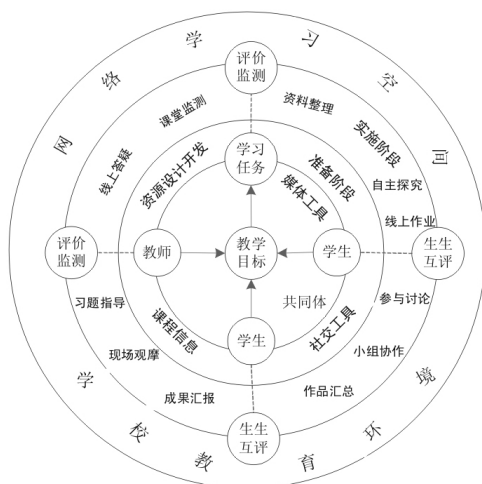 网络学习空间
评价
监测
课堂监测
资料整理
实施阶段
线上答疑
资源设计开发
学习
任务
准备阶段
媒体工具
自主探究
线上作业
评价
监测
教师
教学
目标
学生
生生
互评
习题指导
课程信息
共同体
社交工具
参与讨论
学生
现场观摩
小组协作
成果汇报
作品汇总
生生
互评
学校教育环境